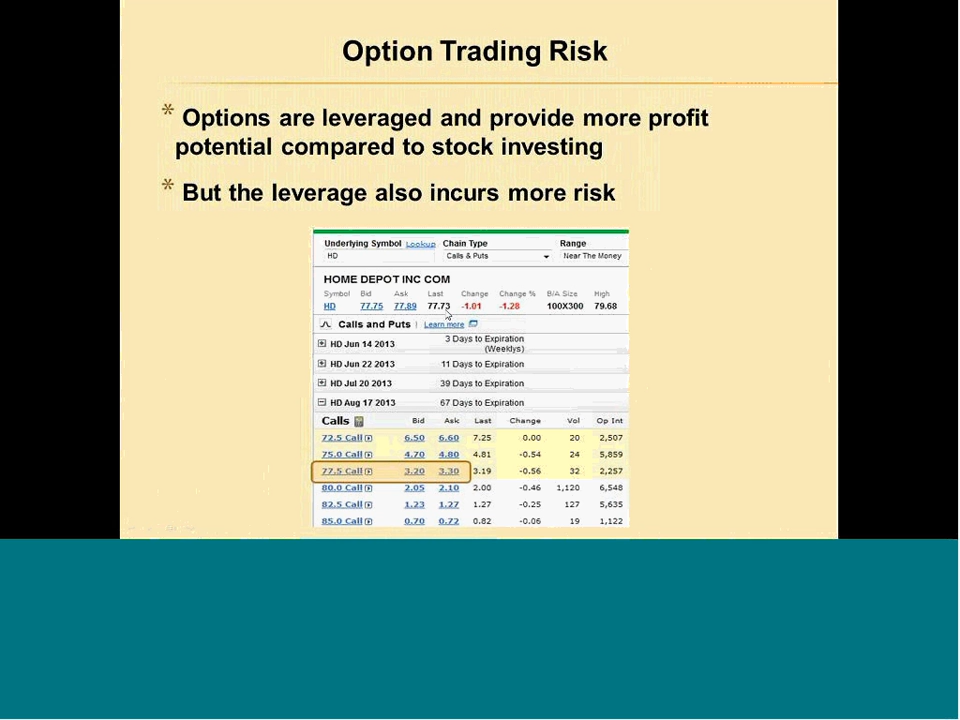 Option Trading Risk
* Options are leveraged and provide more profit
potential compared to stock investing
* But the leverage also incurs more risk
Underlying Symbol Lookup Chain Type Range
HD Calls & Puts Near The Money
HOME DEPOT INC COM
Symbol Bid Ask Last Change Change % B/A Size High
HD 77.75 77.89 77.73 -1.01 -1.28 100X300 79.68
Calls and Puts | Learn more
HD Jun 14 2013 3 Days to Expiration
(Weeklys)
HD Jun 22 2013 11 Days to Expiration
HD Jul 20 2013 39 Days to Expiration
HD Aug 17 2013 67 Days to Expiration
Calls Bid Ask Last Change Vol Op Int
72.5 Call 6.50 6.60 7.25 0.00 20 2,507
75.0 Call 4.70 4.80 4.81 -0.54 24 5,859
77.5 Call 3.20 3.30 3.19 -0.56 32 2,257
80.0 Call 2.05 2.10 2.00 -0.46 1,120 6,548
82.5 Call 1.23 1.27 1.27 -0.25 127 5,635
85.0 Call 0.70 0.72 0.82 -0.06 19 1,122